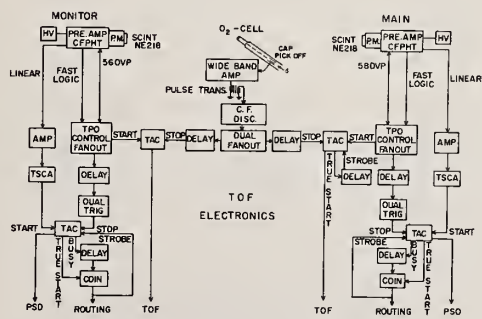 MONITOR
HV
PRE.AMP
CFPHT
P.M.
SCINT
NE218
LINEAR
FAST
LOGIC
560VP
AMP
TSCA
TPO
CONTROL
FANOUT
START
TAC
STOP
DELAY
DELAY
DUAL
TRIG
START
TAC
STOP
STROBE
TRUE START
BUSY
DELAY
COIN
PSD
ROUTING
TOF
O2-CELL
CAP
PICK OFF
WIDE BAND
AMP
PULSE TRANS.
C.F.
DISC.
DUAL
FANOUT
DELAY
TOF
ELECTRONICS
MAIN
SCINT
NE218
P.M.
PRE.AMP
CFPHT
HV
580VP
FAST
LOGIC
LINEAR
STOP
TAC
START
TPO
CONTROL
FANOUT
AMP
STROBE
TRUE START
DELAY
DELAY
TSCA
DUAL
TRIG
STOP
TAC
START
STROBE
BUSY
TRUE START
DELAY
COIN
TOF
ROUTING
PSO